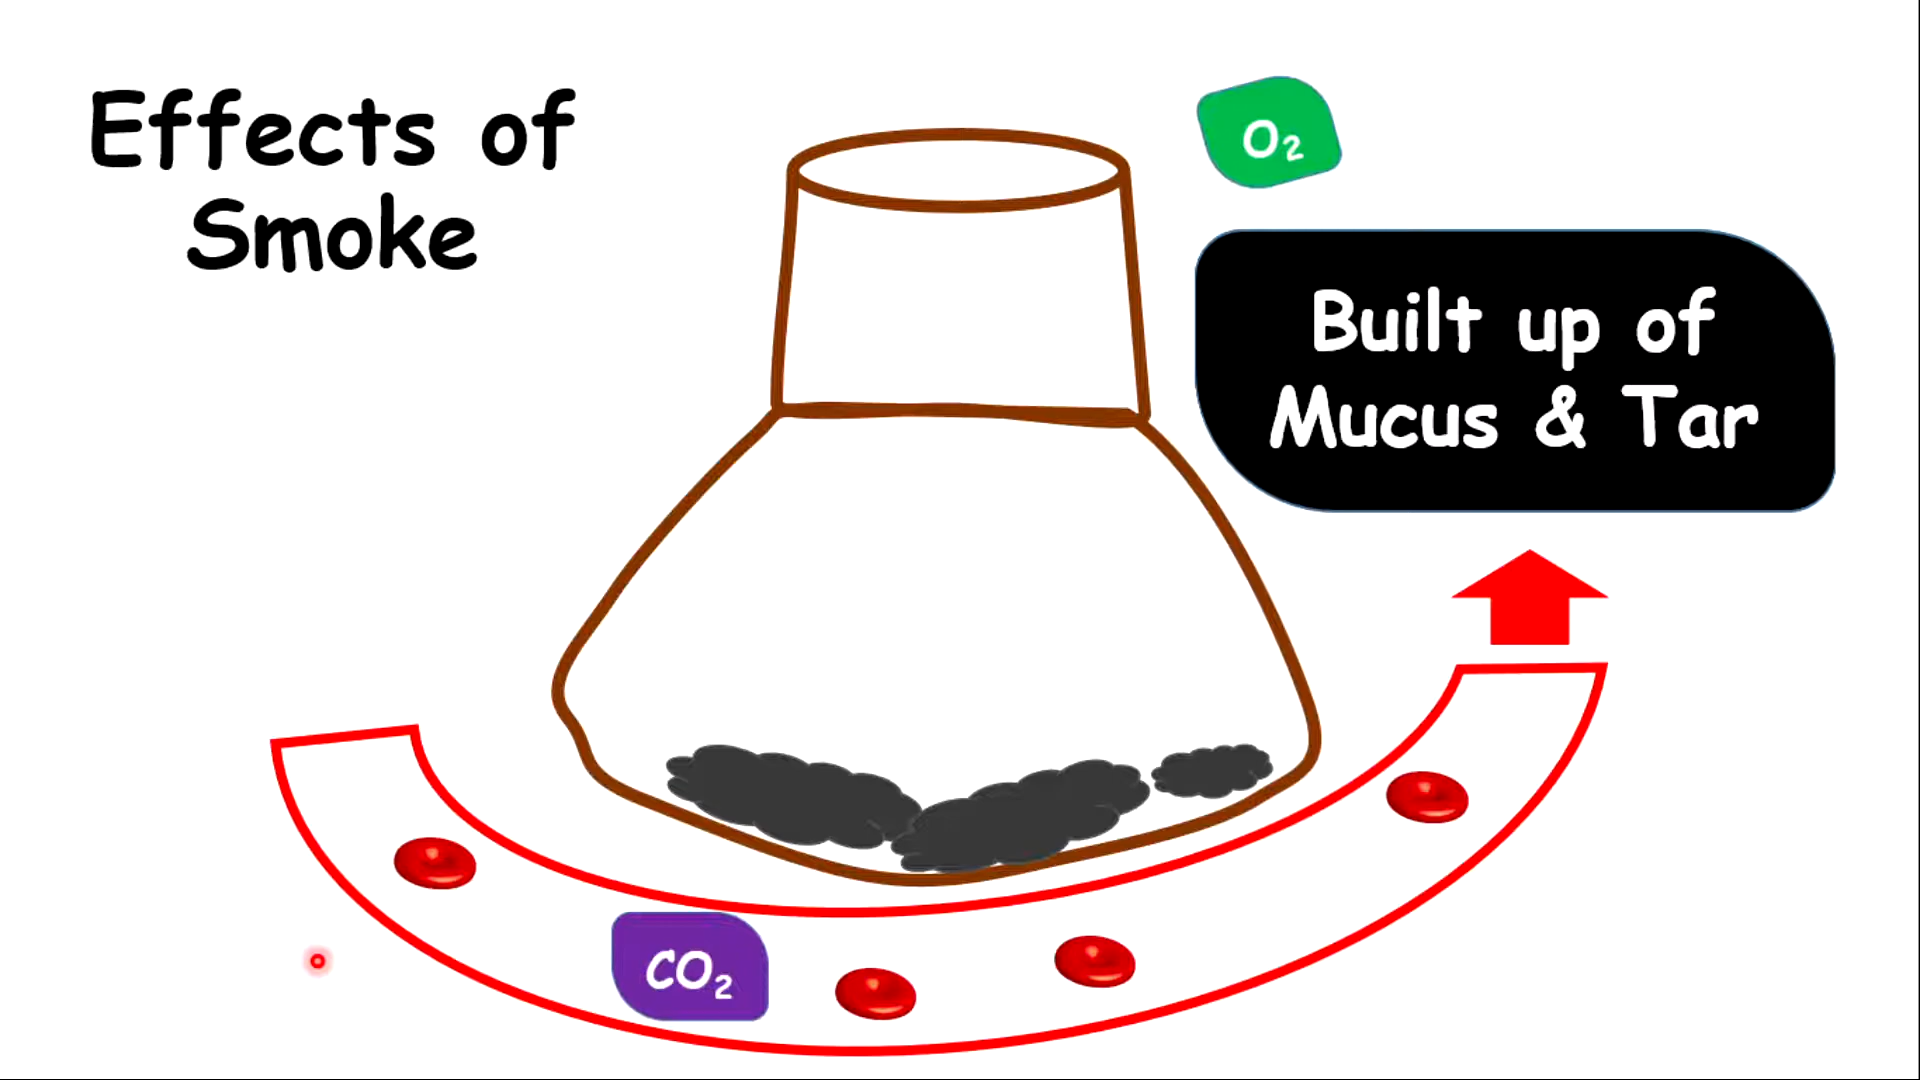 Effects of
Smoke
O₂
Built up of
Mucus & Tar
CO₂